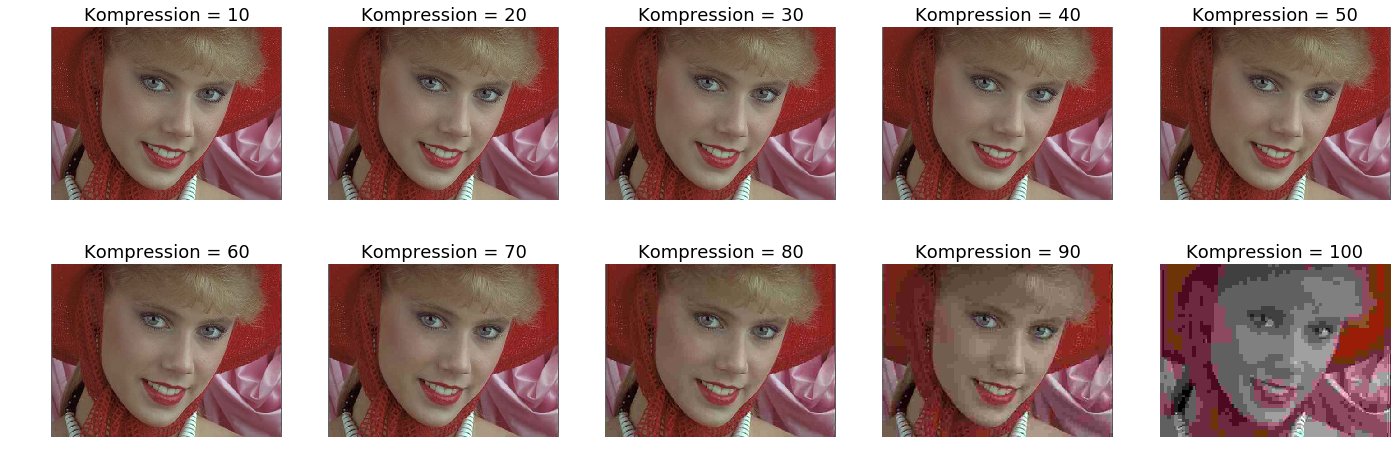 Kompression = 10
Kompression = 20
Kompression = 30
Kompression = 40
Kompression = 50
Kompression = 60
Kompression = 70
Kompression = 80
Kompression = 90
Kompression = 100